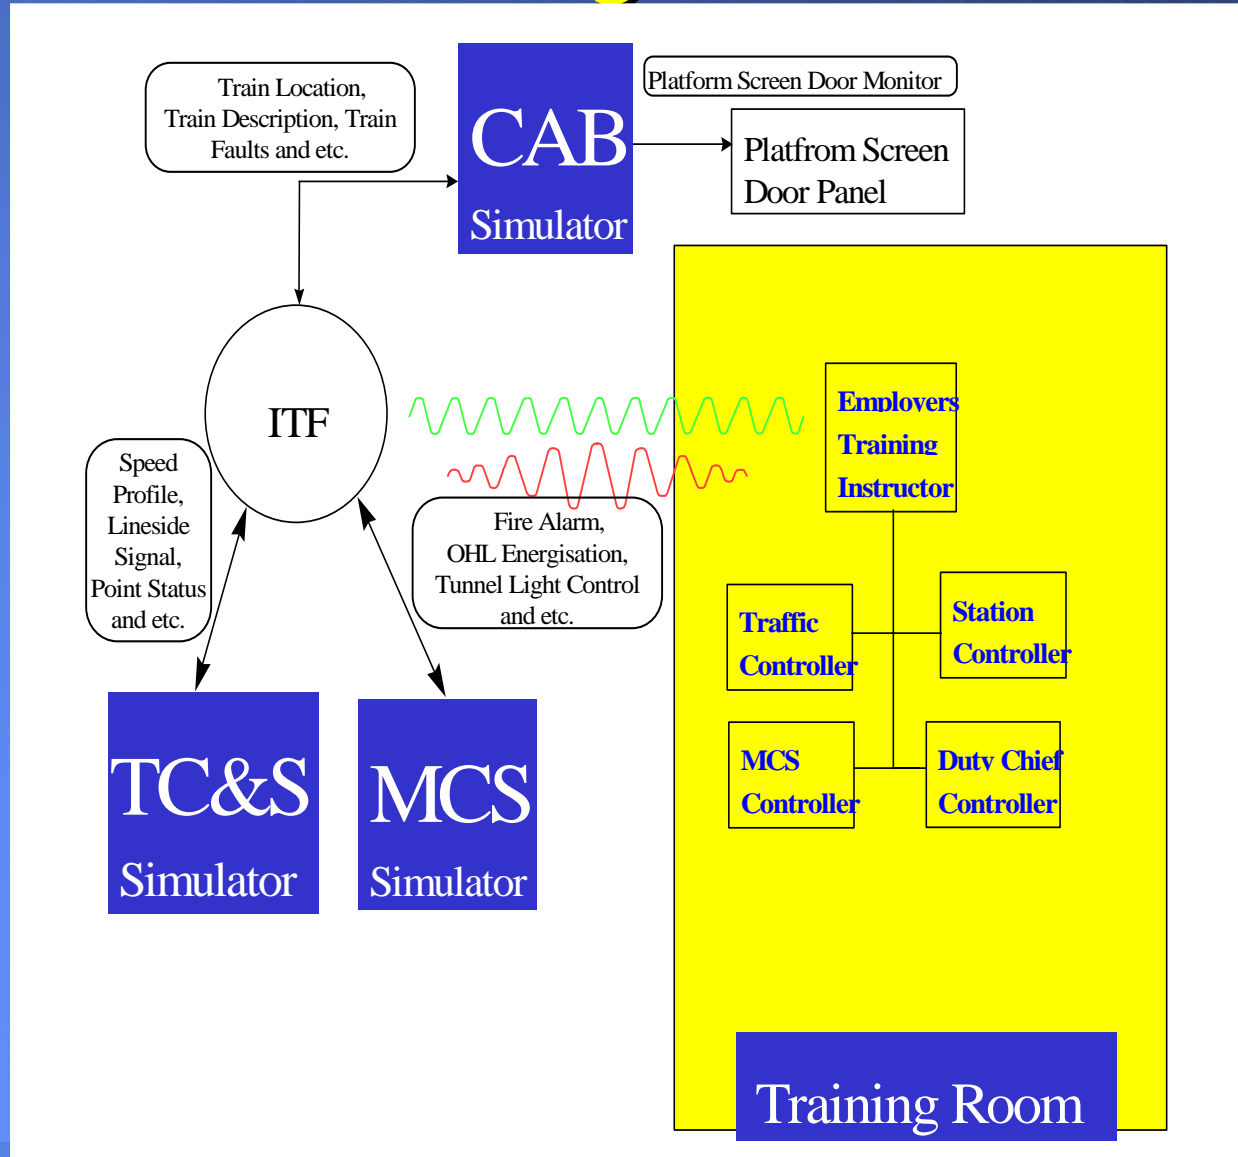 Train Location,
Train Description, Train
Faults and etc.
CAB
Simulator
Platform Screen Door Monitor
Platfrom Screen
Door Panel
ITF
Speed
Profile,
Lineside
Signal,
Point Status
and etc.
Fire Alarm,
OHL Energisation,
Tunnel Light Control
and etc.
TC&S
Simulator
MCS
Simulator
Employers
Training
Instructor
Traffic
Controller
Station
Controller
MCS
Controller
Duty Chief
Controller
Training Room